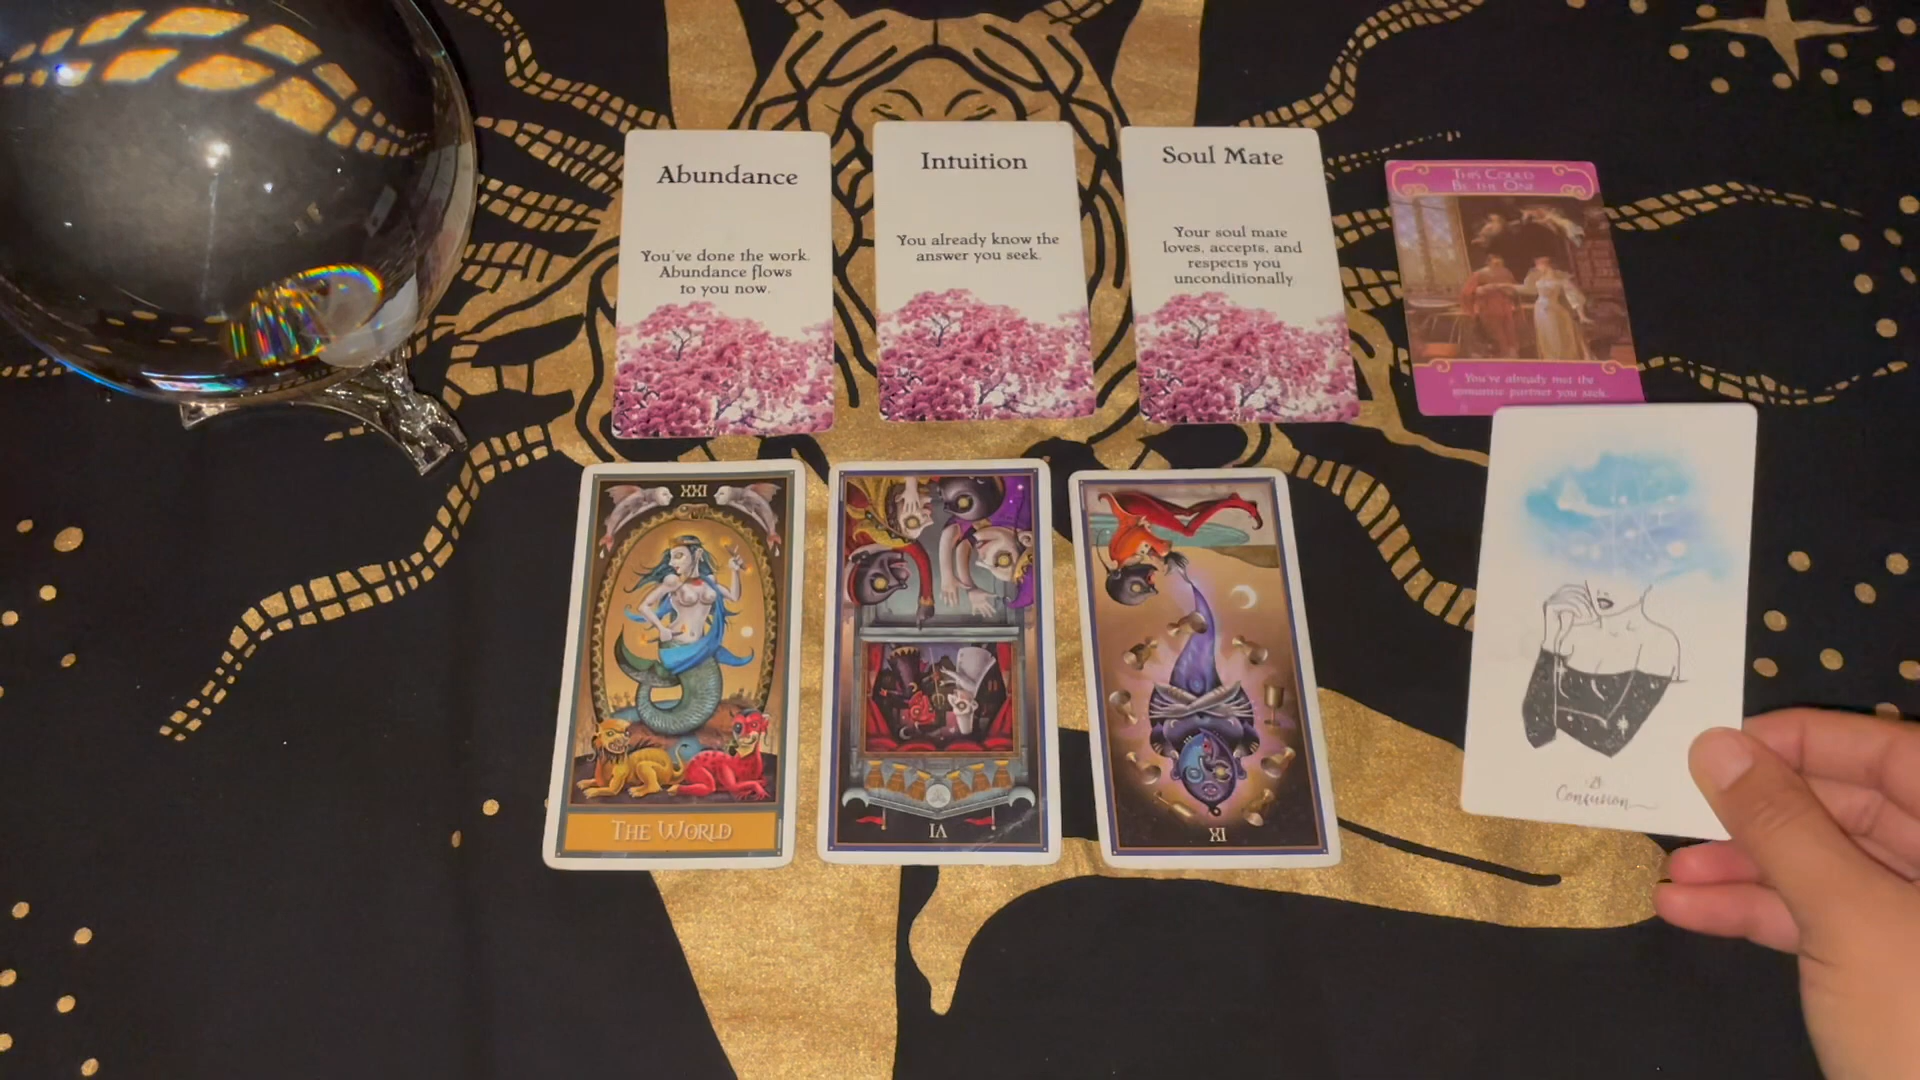 Abundance
You've done the work.
Abundance flows
to you now.
Intuition
You already know the
answer you seek.
Soul Mate
Your soul mate
loves, accepts, and
respects you
unconditionally.
This Could
Be the One
You've already met the
romantic partner you seek.
XXI
The World
VI
XI
29
Confusion